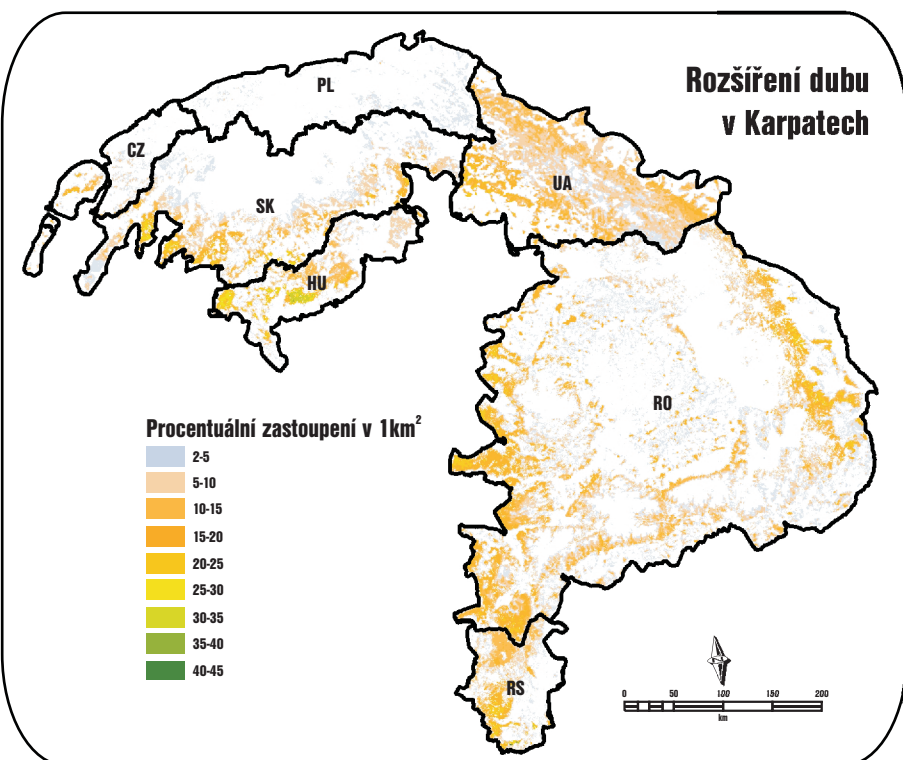 Rozšíření dubu
v Karpatech
PL
CZ
SK
UA
HU
RO
RS
Procentuální zastoupení v 1km²
2-5
5-10
10-15
15-20
20-25
25-30
30-35
35-40
40-45
0 50 100 150 200
km